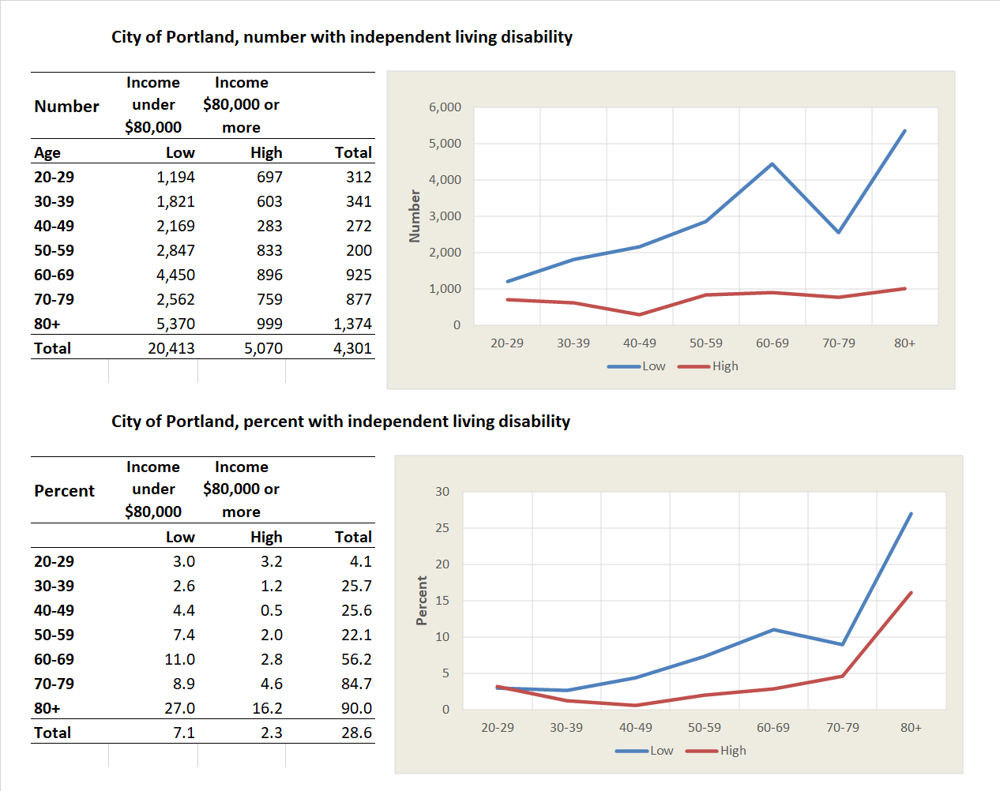 City of Portland, number with independent living disability
Number Income under $80,000 Income $80,000 or more
Age Low High Total
20-29 1,194 697 312
30-39 1,821 603 341
40-49 2,169 283 272
50-59 2,847 833 200
60-69 4,450 896 925
70-79 2,562 759 877
80+ 5,370 999 1,374
Total 20,413 5,070 4,301
Number
6,000
5,000
4,000
3,000
2,000
1,000
0
20-29 30-39 40-49 50-59 60-69 70-79 80+
Low High
City of Portland, percent with independent living disability
Percent Income under $80,000 Income $80,000 or more
Low High Total
20-29 3.0 3.2 4.1
30-39 2.6 1.2 25.7
40-49 4.4 0.5 25.6
50-59 7.4 2.0 22.1
60-69 11.0 2.8 56.2
70-79 8.9 4.6 84.7
80+ 27.0 16.2 90.0
Total 7.1 2.3 28.6
Percent
30
25
20
15
10
5
0
20-29 30-39 40-49 50-59 60-69 70-79 80+
Low High